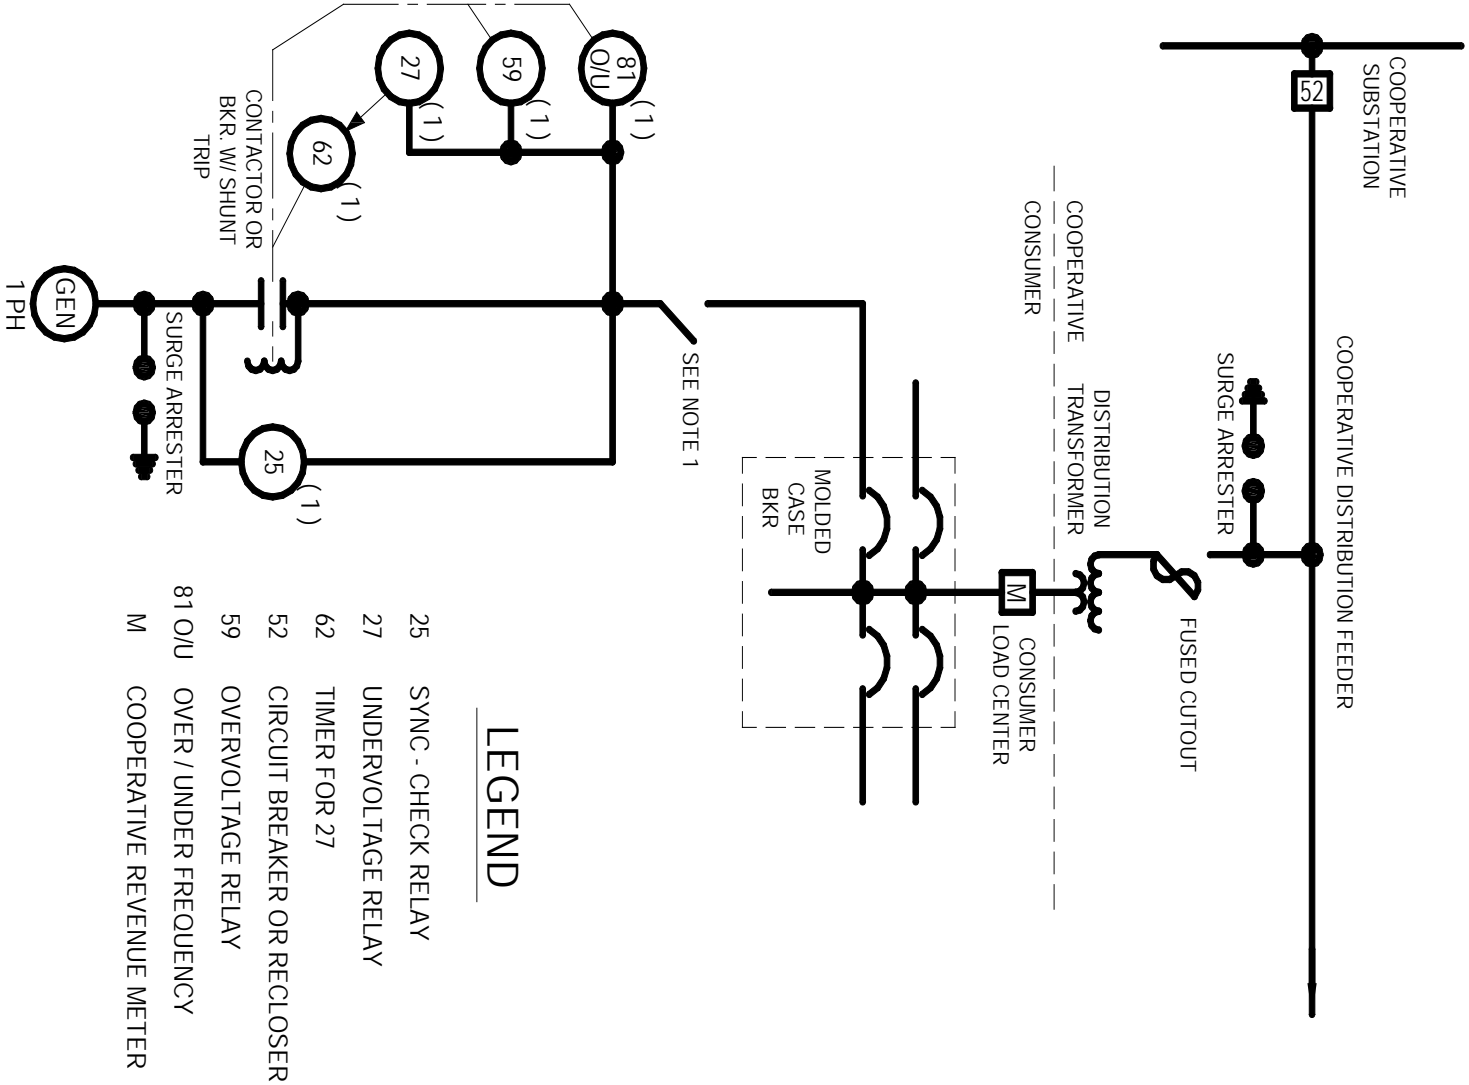 COOPERATIVE
SUBSTATION
52
COOPERATIVE DISTRIBUTION FEEDER
SURGE ARRESTER
FUSED CUTOUT
DISTRIBUTION
TRANSFORMER
COOPERATIVE
CONSUMER
M
CONSUMER
LOAD CENTER
MOLDED
CASE
BKR
SEE NOTE 1
81
O/U
(1)
59
(1)
27
(1)
62
(1)
CONTACTOR OR
BKR. W/ SHUNT
TRIP
25
(1)
SURGE ARRESTER
GEN
1 PH
LEGEND
25 SYNC - CHECK RELAY
27 UNDERVOLTAGE RELAY
62 TIMER FOR 27
52 CIRCUIT BREAKER OR RECLOSER
59 OVERVOLTAGE RELAY
81 O/U OVER / UNDER FREQUENCY
M COOPERATIVE REVENUE METER